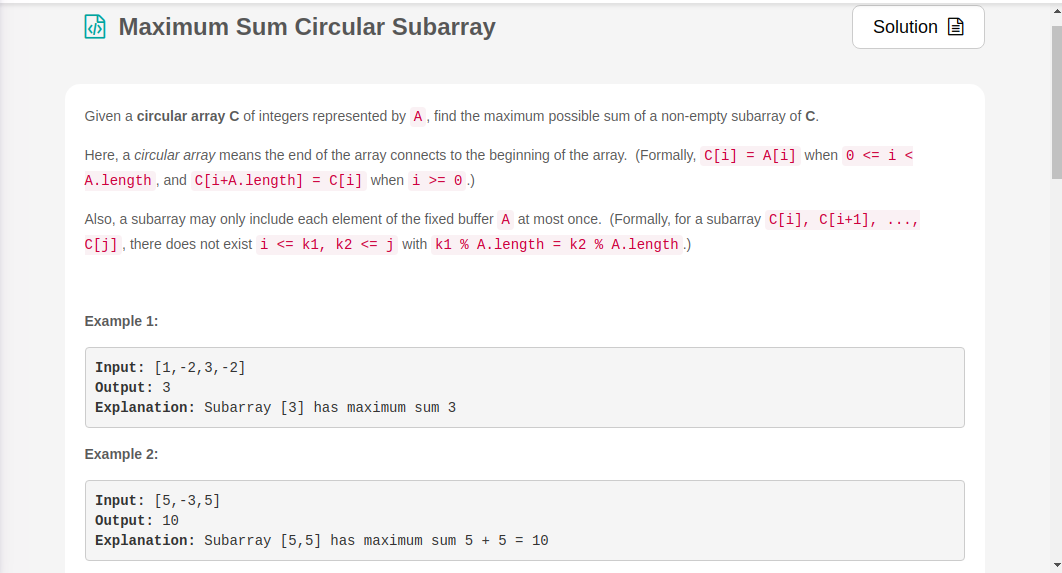 Maximum Sum Circular Subarray
Solution
Given a circular array C of integers represented by A, find the maximum possible sum of a non-empty subarray of C.
Here, a circular array means the end of the array connects to the beginning of the array.  (Formally, C[i] = A[i] when 0 <= i <
A.length, and C[i+A.length] = C[i] when i >= 0.)
Also, a subarray may only include each element of the fixed buffer A at most once.  (Formally, for a subarray C[i], C[i+1], ...,
C[j], there does not exist i <= k1, k2 <= j with k1 % A.length = k2 % A.length.)
Example 1:
Input: [1,-2,3,-2]
Output: 3
Explanation: Subarray [3] has maximum sum 3
Example 2:
Input: [5,-3,5]
Output: 10
Explanation: Subarray [5,5] has maximum sum 5 + 5 = 10